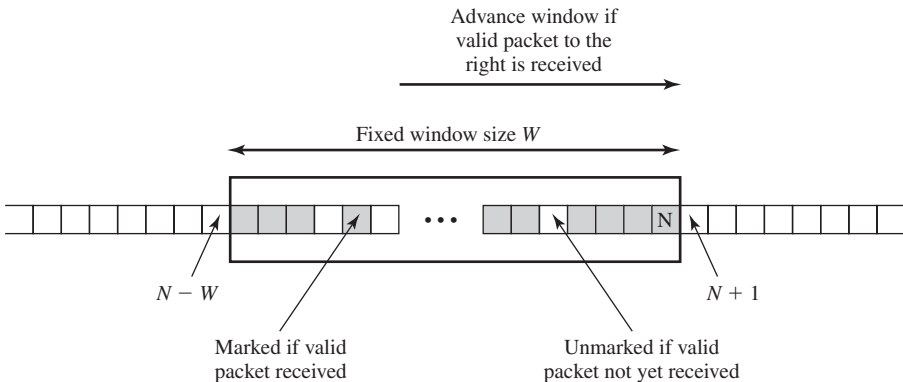 Advance window if
valid packet to the
right is received
Fixed window size W
N
N − W
N + 1
Marked if valid
packet received
Unmarked if valid
packet not yet received